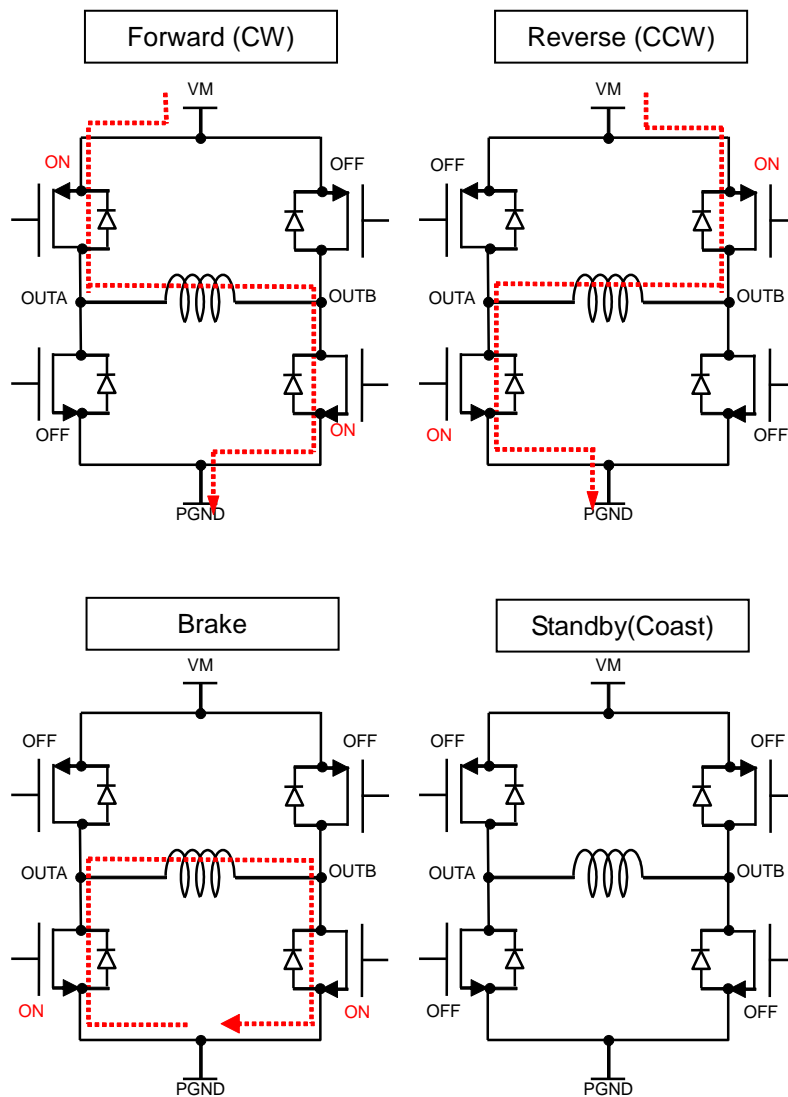 Forward (CW)
Reverse (CCW)
VM
VM
ON
OFF
OFF
ON
OUTA
OUTB
OUTA
OUTB
OFF
ON
ON
OFF
PGND
PGND
Brake
Standby(Coast)
VM
VM
OFF
OFF
OFF
OFF
OUTA
OUTB
OUTA
OUTB
ON
ON
OFF
OFF
PGND
PGND